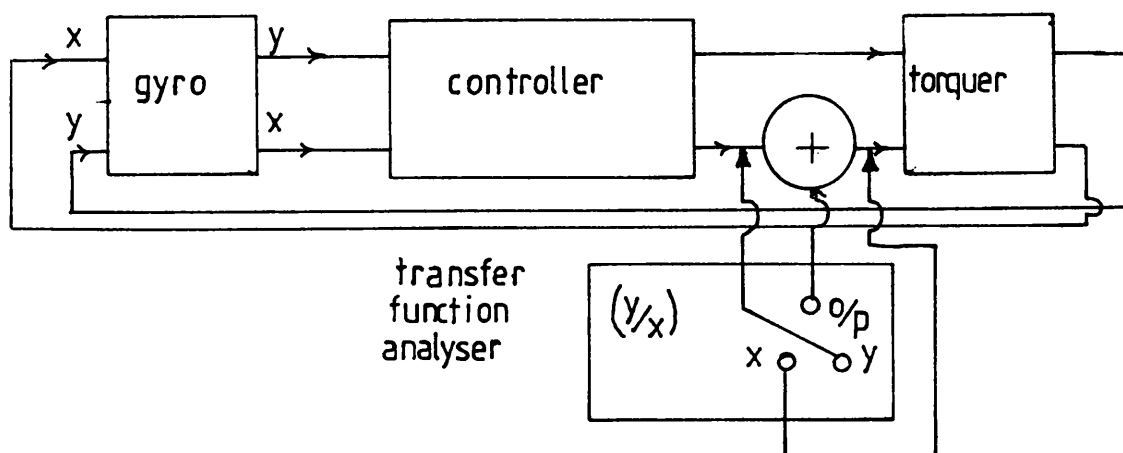 x
y
gyro
y
x
controller
+
torquer
transfer
function
analyser
(y/x)
o/p
x
y